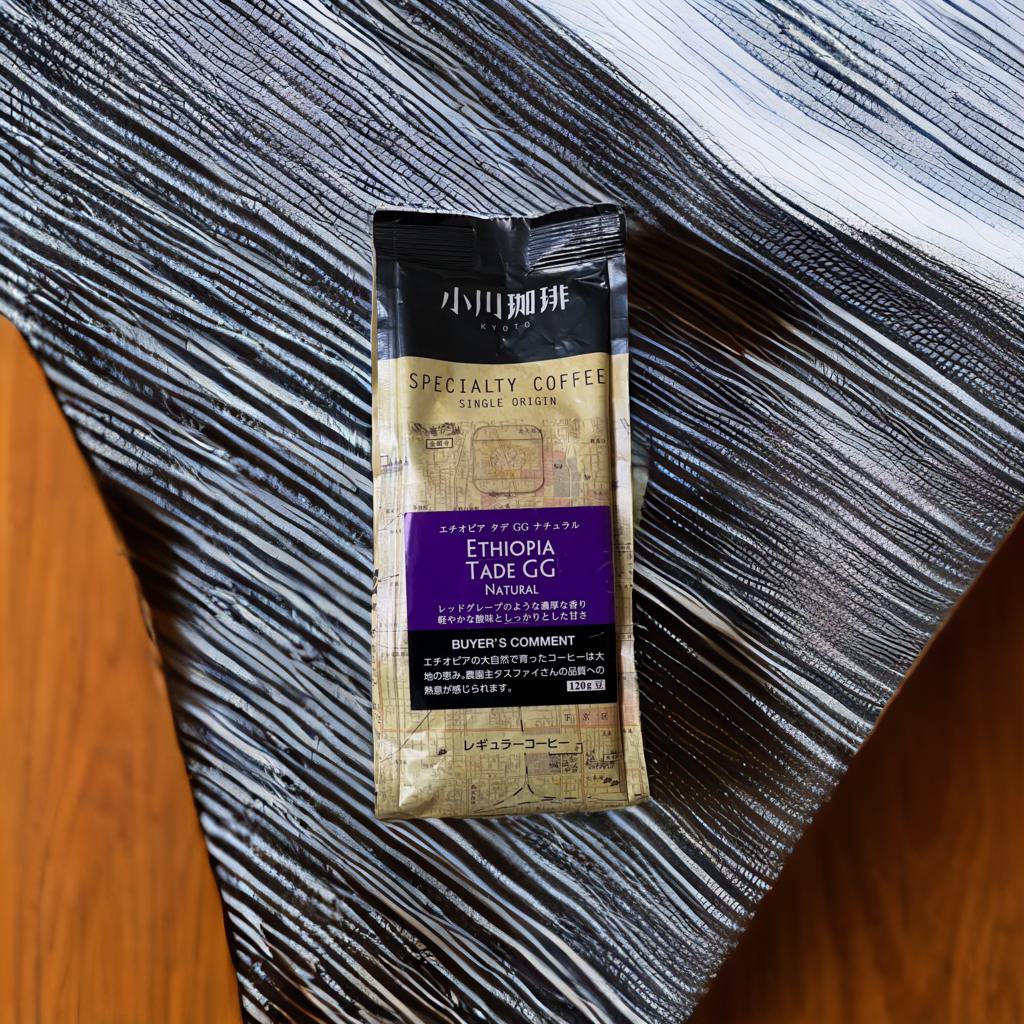 小川珈琲
KYOTO
SPECIALTY COFFEE
SINGLE ORIGIN
金閣寺
エチオピア タデ GG ナチュラル
ETHIOPIA
TADE GG
NATURAL
レッドグレープのような濃厚な香り
軽やかな酸味としっかりとした甘さ
BUYER'S COMMENT
エチオピアの大自然で育ったコーヒーは大
地の恵み。農園主タスファイさんの品質への
熱意が感じられます。
120g 豆
下京区
レギュラーコーヒー